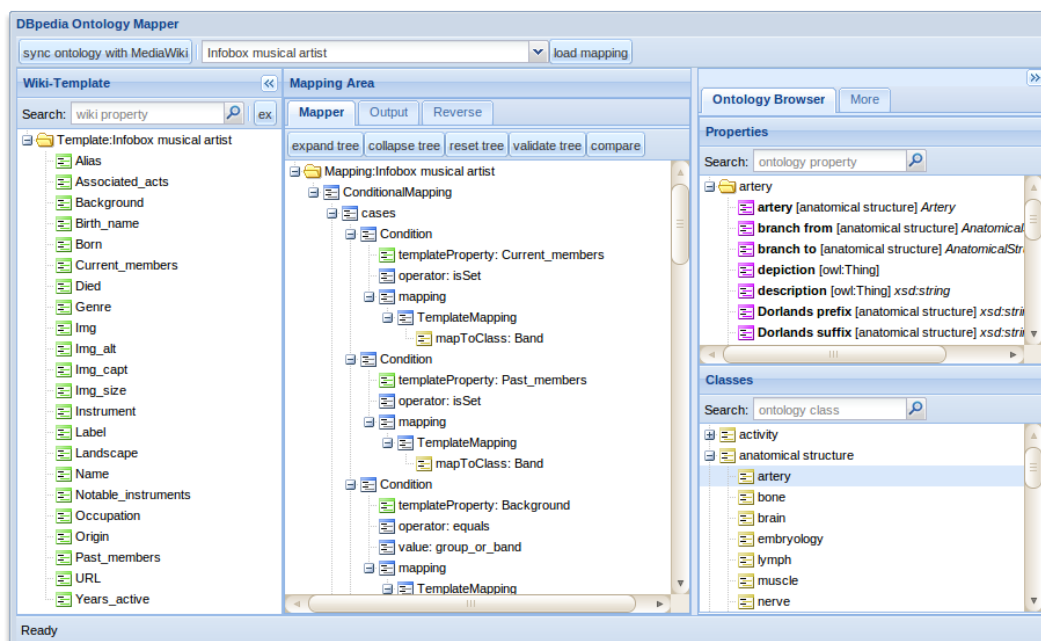 DBpedia Ontology Mapper
sync ontology with MediaWiki Infobox musical artist load mapping
Wiki-Template
Search: wiki property ex
Template:Infobox musical artist
Alias
Associated_acts
Background
Birth_name
Born
Current_members
Died
Genre
Img
Img_alt
Img_capt
Img_size
Instrument
Label
Landscape
Name
Notable_instruments
Occupation
Origin
Past_members
URL
Years_active
Mapping Area
Mapper Output Reverse
expand tree collapse tree reset tree validate tree compare
Mapping:Infobox musical artist
ConditionalMapping
cases
Condition
templateProperty: Current_members
operator: isSet
mapping
TemplateMapping
mapToClass: Band
Condition
templateProperty: Past_members
operator: isSet
mapping
TemplateMapping
mapToClass: Band
Condition
templateProperty: Background
operator: equals
value: group_or_band
mapping
TemplateMapping
Ontology Browser More
Properties
Search: ontology property
artery
artery [anatomical structure] Artery
branch from [anatomical structure] Anatomical
branch to [anatomical structure] AnatomicalStr
depiction [owl:Thing]
description [owl:Thing] xsd:string
Dorlands prefix [anatomical structure] xsd:stri
Dorlands suffix [anatomical structure] xsd:stri
Classes
Search: ontology class
activity
anatomical structure
artery
bone
brain
embryology
lymph
muscle
nerve
Ready